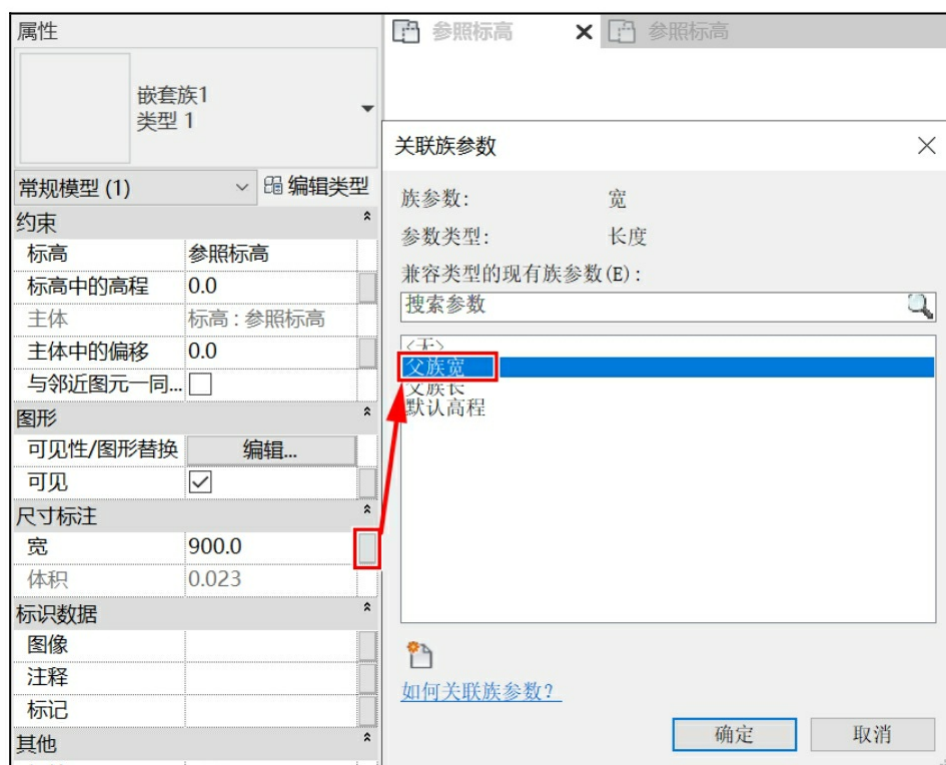 属性
嵌套族1
类型 1
常规模型 (1)
编辑类型
约束
标高 参照标高
标高中的高程 0.0
主体 标高 : 参照标高
主体中的偏移 0.0
与邻近图元一同...
图形
可见性/图形替换 编辑...
可见
尺寸标注
宽 900.0
体积 0.023
标识数据
图像
注释
标记
其他
参照标高
参照标高
关联族参数
族参数: 宽
参数类型: 长度
兼容类型的现有族参数(E):
搜索参数
<无>
父族宽
父族长
默认高程
如何关联族参数?
确定 取消